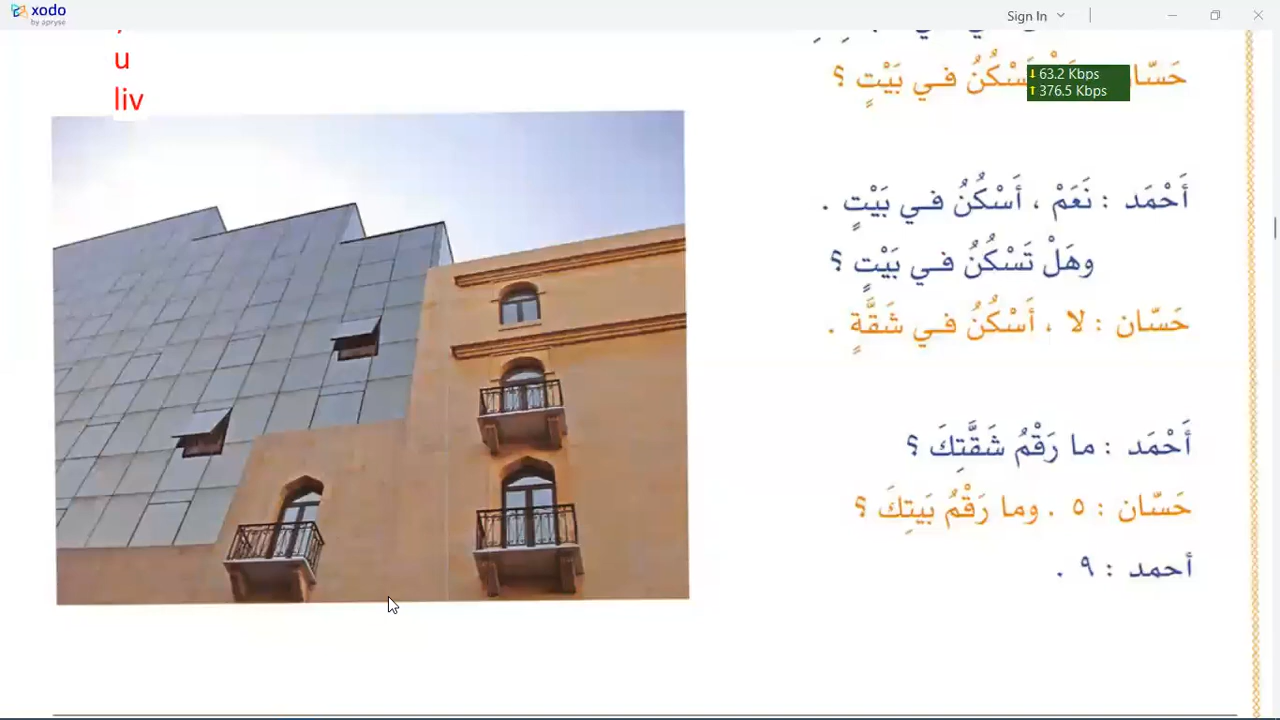 xodo
by apryse
Sign In
u
liv
63.2 Kbps
376.5 Kbps
في بَيْتٍ ؟
أَحْمَد : نَعَمْ ، أَسْكُنُ فـي بَيْتٍ .
وهَلْ تَسْكُنُ فـي بَيْتٍ ؟
حَسّان : لا ، أَسْكُنُ فـي شَقَّةٍ .
أَحْمَد : ما رَقْمُ شَقَّتِكَ ؟
حَسّان : ٥ . وما رَقْمُ بَيتِكَ ؟
أحمد : ٩ .